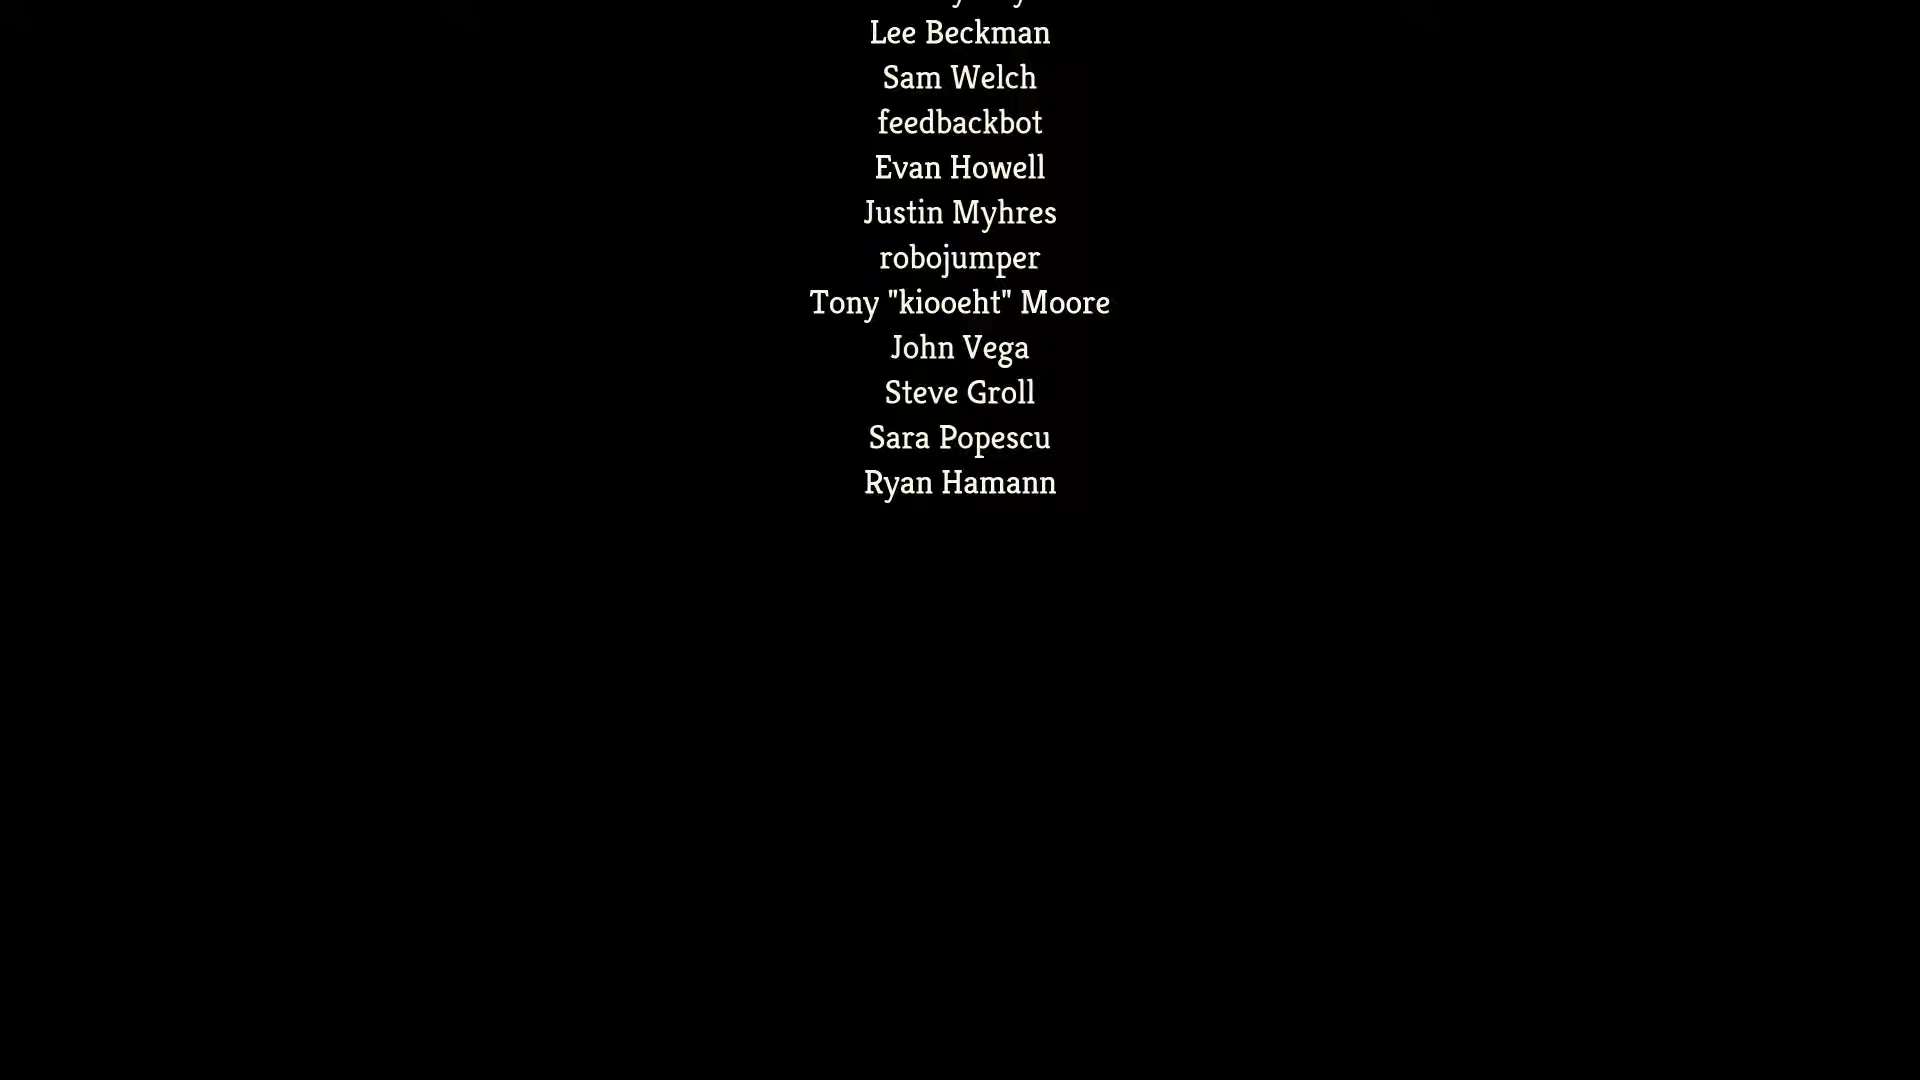 Lee Beckman
Sam Welch
feedbackbot
Evan Howell
Justin Myhres
robojumper
Tony "kiooeht" Moore
John Vega
Steve Groll
Sara Popescu
Ryan Hamann